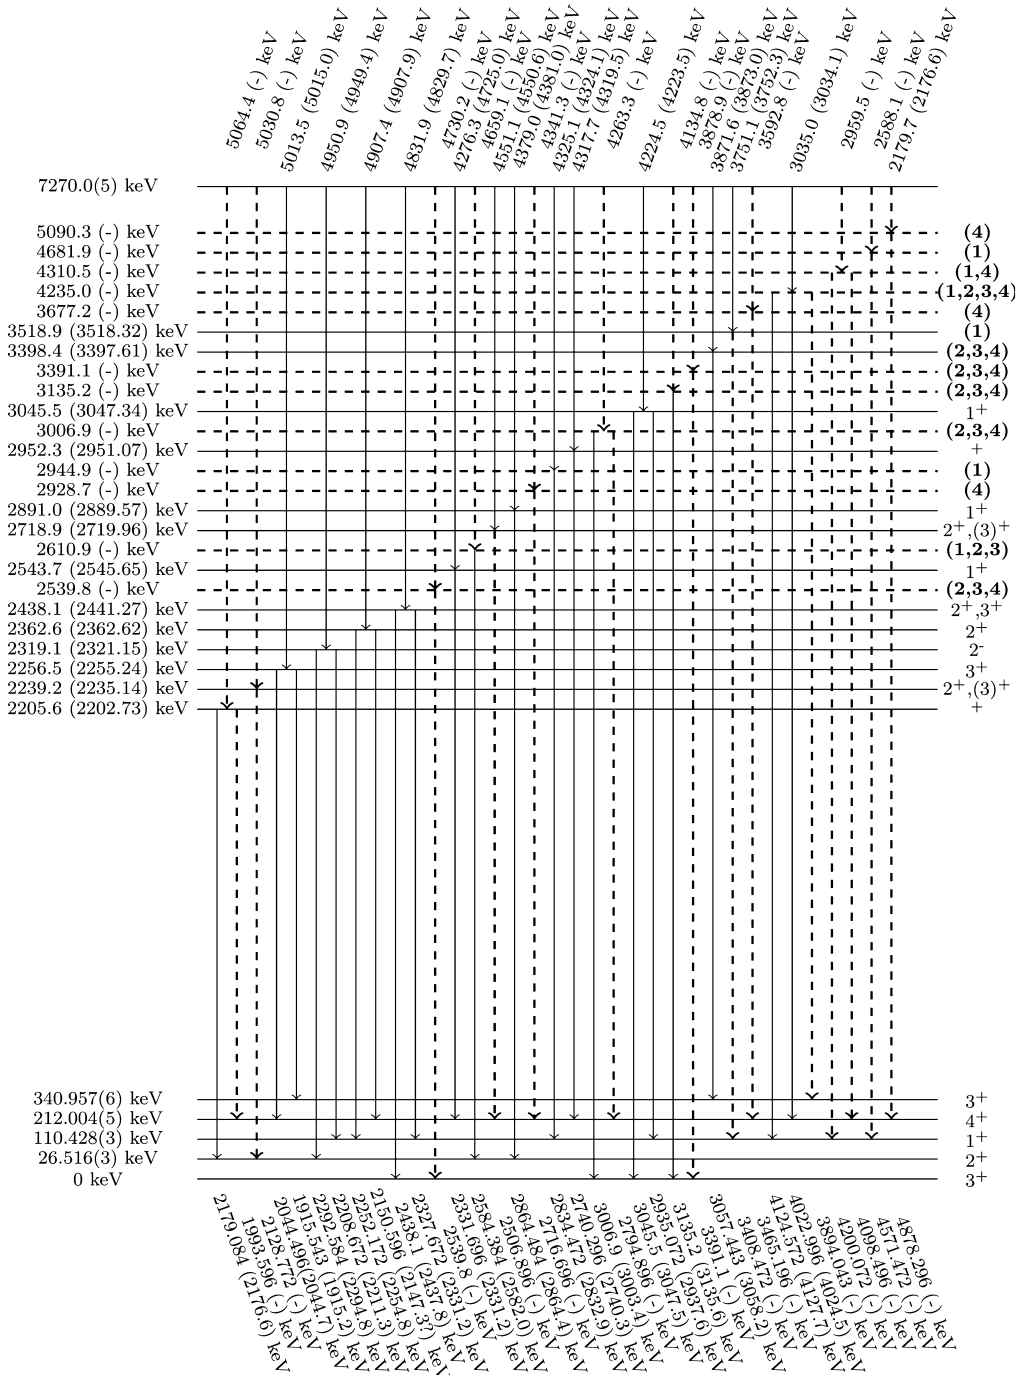 5064.4 (-) keV
5030.8 (-) keV
5013.5 (5015.0) keV
4950.9 (4949.4) keV
4907.4 (4907.9) keV
4831.9 (4829.7) keV
4730.2 (-) keV
4276.3 (4725.0) keV
4659.1 (-) keV
4551.1 (4550.6) keV
4379.0 (4381.0) keV
4341.3 (-) keV
4325.1 (4324.1) keV
4317.7 (4319.5) keV
4263.3 (-) keV
4224.5 (4223.5) keV
4134.8 (-) keV
3878.9 (-) keV
3871.6 (3873.0) keV
3751.1 (3752.3) keV
3592.8 (-) keV
3035.0 (3034.1) keV
2959.5 (-) keV
2588.1 (-) keV
2179.7 (2176.6) keV
7270.0(5) keV
5090.3 (-) keV (4)
4681.9 (-) keV (1)
4310.5 (-) keV (1,4)
4235.0 (-) keV (1,2,3,4)
3677.2 (-) keV (4)
3518.9 (3518.32) keV (1)
3398.4 (3397.61) keV (2,3,4)
3391.1 (-) keV (2,3,4)
3135.2 (-) keV (2,3,4)
3045.5 (3047.34) keV 1+
3006.9 (-) keV (2,3,4)
2952.3 (2951.07) keV +
2944.9 (-) keV (1)
2928.7 (-) keV (4)
2891.0 (2889.57) keV 1+
2718.9 (2719.96) keV 2+,(3)+
2610.9 (-) keV (1,2,3)
2543.7 (2545.65) keV 1+
2539.8 (-) keV (2,3,4)
2438.1 (2441.27) keV 2+,3+
2362.6 (2362.62) keV 2+
2319.1 (2321.15) keV 2-
2256.5 (2255.24) keV 3+
2239.2 (2235.14) keV 2+,(3)+
2205.6 (2202.73) keV +
340.957(6) keV 3+
212.004(5) keV 4+
110.428(3) keV 1+
26.516(3) keV 2+
0 keV 3+
2179.084 (2176.6) keV
1993.596 (-) keV
2128.772 (-) keV
2044.496(2044.7) keV
1915.543 (1915.2) keV
2292.584 (2294.8) keV
2208.672 (2211.3) keV
2252.172 (2254.8) keV
2150.596 (2147.3?) keV
2438.1 (2437.8) keV
2327.672 (2331.2) keV
2539.8 (-) keV
2331.696 (2331.2) keV
2584.384 (2582.0) keV
2506.896 (-) keV
2864.484 (2864.4) keV
2716.696 (-) keV
2834.472 (2832.9) keV
2740.296 (2740.3) keV
3006.9 (3003.4) keV
2794.896 (-) keV
3045.5 (3047.5) keV
2935.072 (2937.6) keV
3135.2 (3135.6) keV
3391.1 (-) keV
3057.443 (3058.2) keV
3408.472 (-) keV
3465.196 (-) keV
4124.572 (4127.7) keV
4022.996 (4024.5) keV
3894.043 (-) keV
4200.072 (-) keV
4098.496 (-) keV
4571.472 (-) keV
4878.296 (-) keV